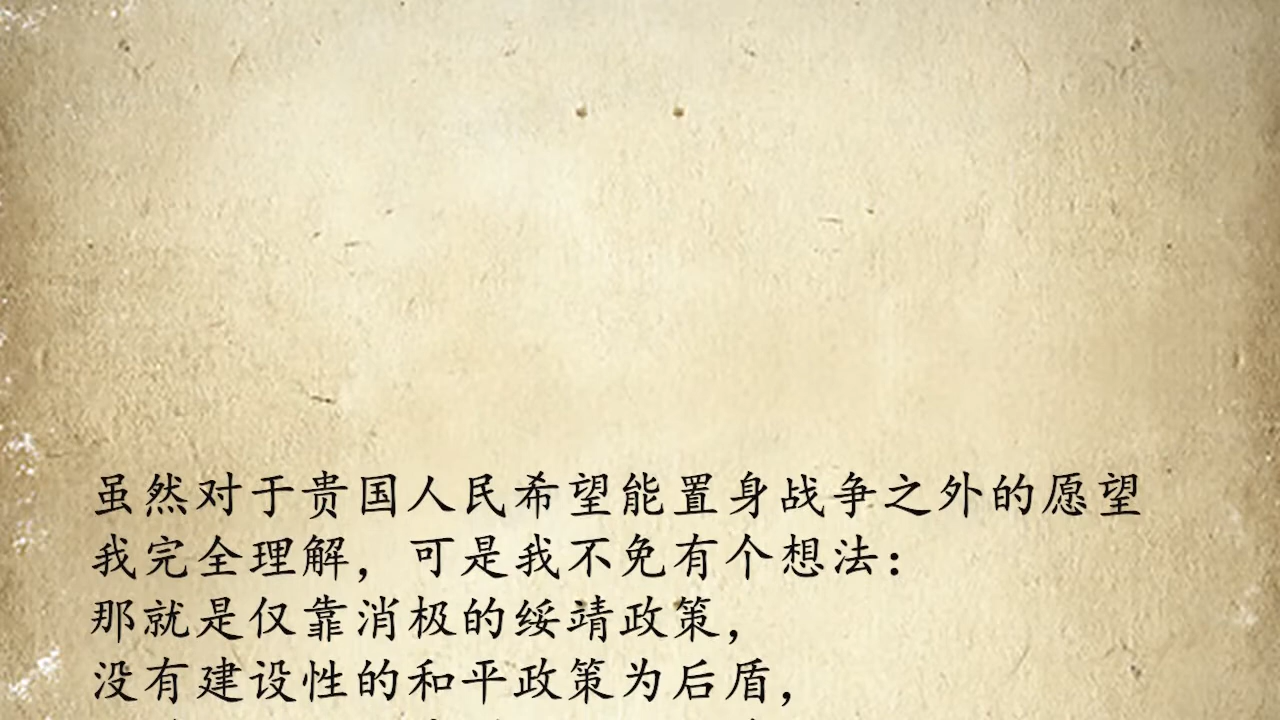 虽然对于贵国人民希望能置身战争之外的愿望
我完全理解，可是我不免有个想法：
那就是仅靠消极的绥靖政策，
没有建设性的和平政策为后盾，